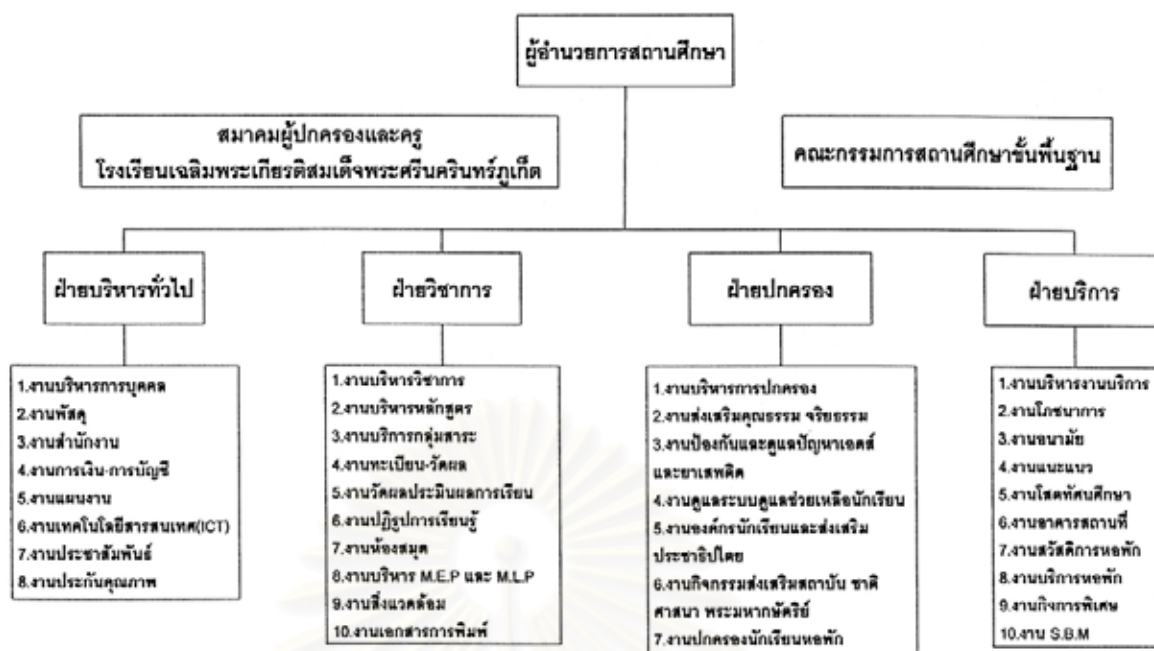 ผู้อำนวยการสถานศึกษา
สมาคมผู้ปกครองและครู
โรงเรียนเฉลิมพระเกียรติสมเด็จพระศรีนครินทร์ภูเก็ต
คณะกรรมการสถานศึกษาขั้นพื้นฐาน
ฝ่ายบริหารทั่วไป
1.งานบริหารการบุคคล
2.งานพัสดุ
3.งานสำนักงาน
4.งานการเงิน-การบัญชี
5.งานแผนงาน
6.งานเทคโนโลยีสารสนเทศ(ICT)
7.งานประชาสัมพันธ์
8.งานประกันคุณภาพ
ฝ่ายวิชาการ
1.งานบริหารวิชาการ
2.งานบริหารหลักสูตร
3.งานบริการกลุ่มสาระ
4.งานทะเบียน-วัดผล
5.งานวัดผลประมินผลการเรียน
6.งานปฏิรูปการเรียนรู้
7.งานห้องสมุด
8.งานบริหาร M.E.P และ M.L.P
9.งานสิ่งแวดล้อม
10.งานเอกสารการพิมพ์
ฝ่ายปกครอง
1.งานบริหารการปกครอง
2.งานส่งเสริมคุณธรรม จริยธรรม
3.งานป้องกันและดูแลปัญหาเอดส์
และยาเสพติด
4.งานดูแลระบบดูแลช่วยเหลือนักเรียน
5.งานองค์กรนักเรียนและส่งเสริม
ประชาธิปไตย
6.งานกิจกรรมส่งเสริมสถาบัน ชาติ
ศาสนา พระมหากษัตริย์
7.งานปกครองนักเรียนหอพัก
ฝ่ายบริการ
1.งานบริหารงานบริการ
2.งานโภชนาการ
3.งานอนามัย
4.งานแนะแนว
5.งานโสตทัศนศึกษา
6.งานอาคารสถานที่
7.งานสวัสดิการหอพัก
8.งานบริการหอพัก
9.งานกิจการพิเศษ
10.งาน S.B.M